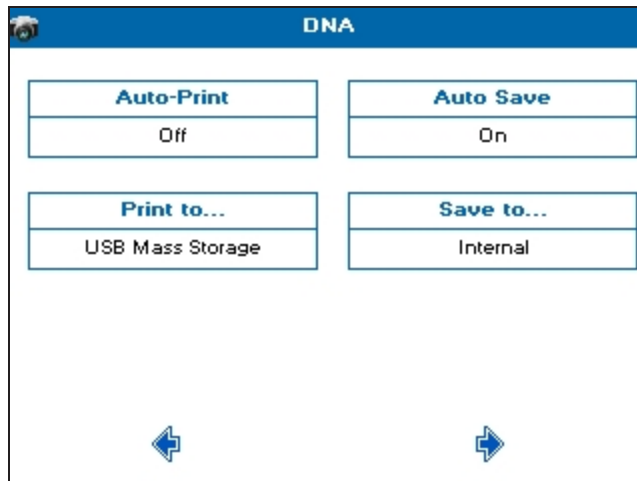 DNA
Auto-Print
Auto Save
Off
On
Print to...
Save to...
USB Mass Storage
Internal